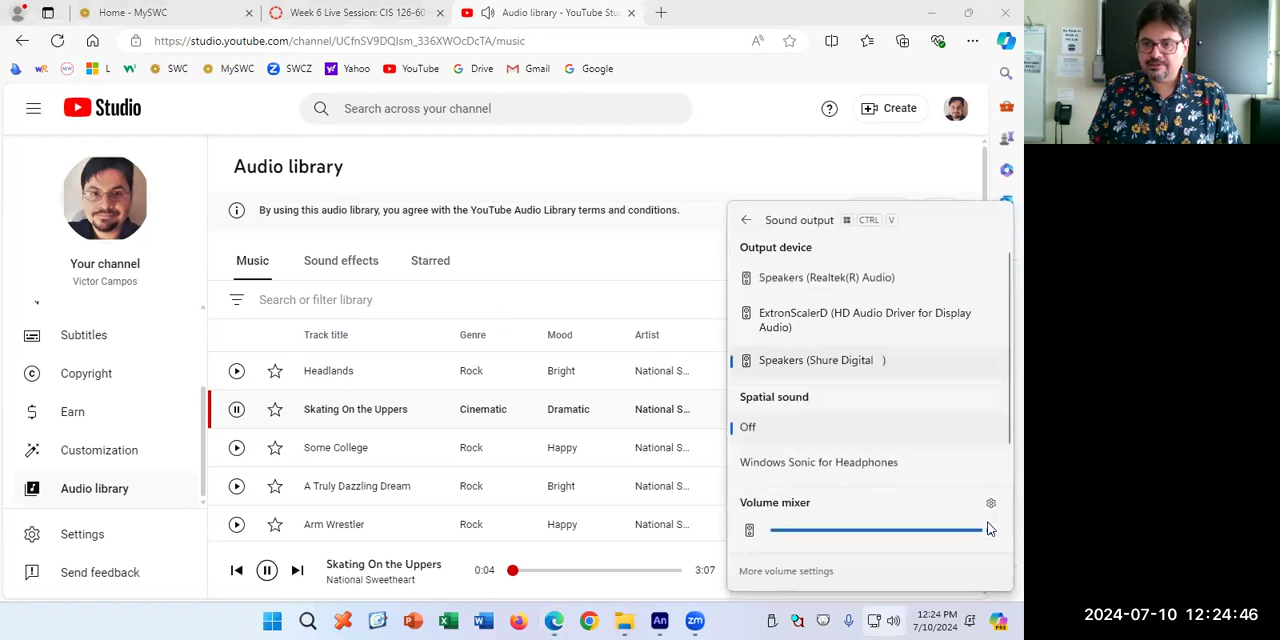 Home - MySWC
Week 6 Live Session: CIS 126-60
Audio library - YouTube Stu
SWC
MySWC
SWCZ
Yahoo
YouTube
Drive
Gmail
Google
Studio
Search across your channel
Create
Your channel
Victor Campos
Subtitles
Copyright
Earn
Customization
Audio library
Settings
Send feedback
Audio library
By using this audio library, you agree with the YouTube Audio Library terms and conditions.
Music
Sound effects
Starred
Search or filter library
Track title Genre Mood Artist
Headlands Rock Bright National S...
Skating On the Uppers Cinematic Dramatic National S...
Some College Rock Happy National S...
A Truly Dazzling Dream Rock Bright National S...
Arm Wrestler Rock Happy National S...
Skating On the Uppers
National Sweetheart
0:04
3:07
Sound output CTRL V
Output device
Speakers (Realtek(R) Audio)
ExtronScalerD (HD Audio Driver for Display
Audio)
Speakers (Shure Digital )
Spatial sound
Off
Windows Sonic for Headphones
Volume mixer
More volume settings
12:24 PM
7/10/2024
2024-07-10 12:24:46